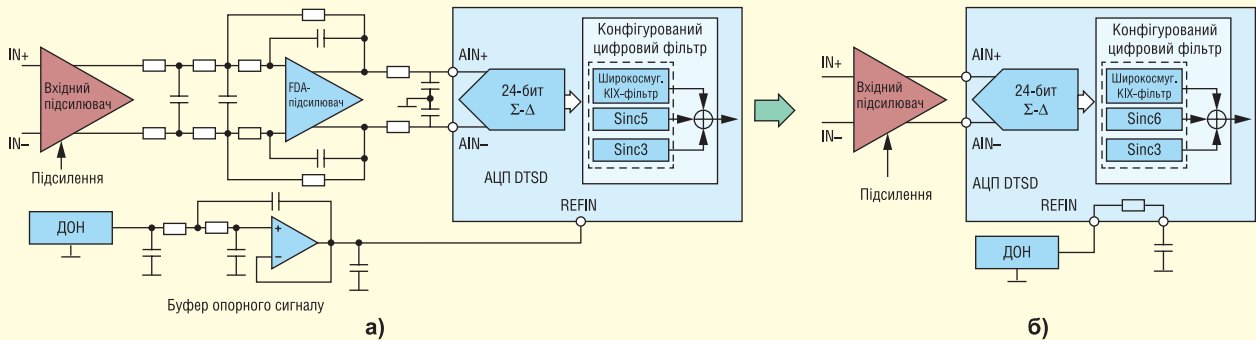 IN+
IN–
Вхідний
підсилювач
Підсилення
FDA-
підсилювач
AIN+
AIN–
24-бит
Σ-Δ
Конфігурований
цифровий фільтр
Широкосмуг.
КІХ-фільтр
Sinc5
Sinc3
АЦП DTSD
REFIN
ДОН
+
–
Буфер опорного сигналу
а)
IN+
IN–
Вхідний
підсилювач
Підсилення
AIN+
AIN–
24-бит
Σ-Δ
Конфігурований
цифровий фільтр
Широкосмуг.
КІХ-фільтр
Sinc6
Sinc3
АЦП DTSD
REFIN
ДОН
б)